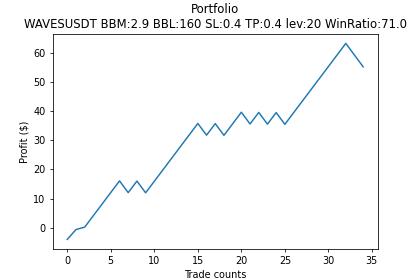 Portfolio
WAVESUSDT BBM:2.9 BBL:160 SL:0.4 TP:0.4 lev:20 WinRatio:71.0
Profit ($)
60
50
40
30
20
10
0
0 5 10 15 20 25 30 35
Trade counts